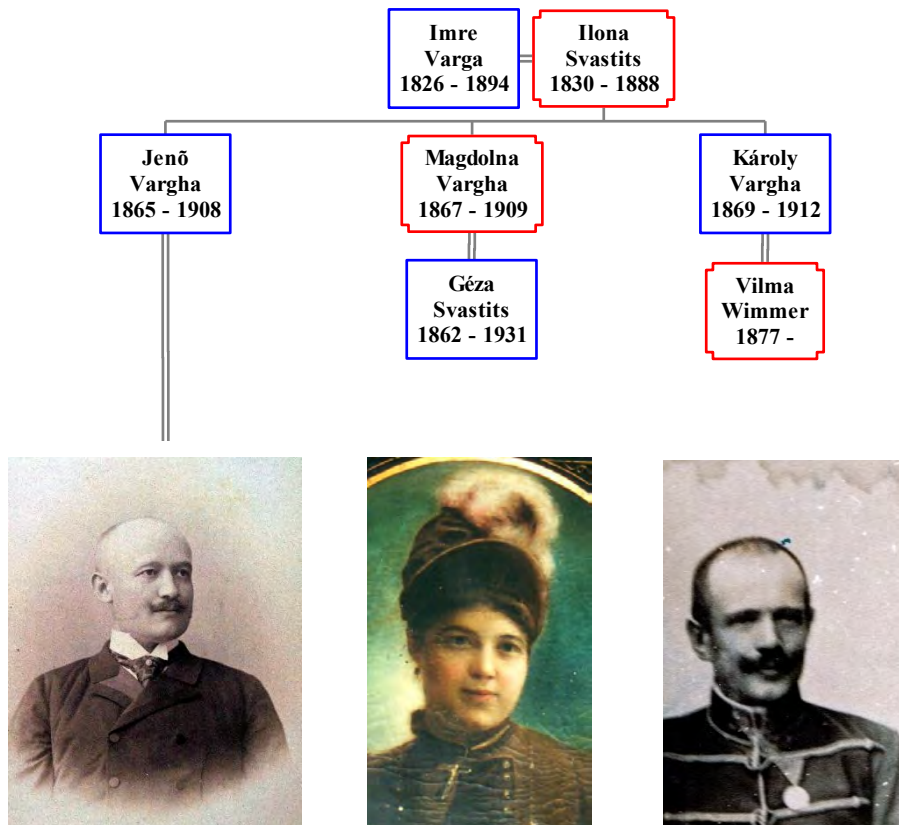 Imre
Varga
1826 - 1894
Ilona
Svastits
1830 - 1888
Jenõ
Vargha
1865 - 1908
Magdolna
Vargha
1867 - 1909
Károly
Vargha
1869 - 1912
Géza
Svastits
1862 - 1931
Vilma
Wimmer
1877 -